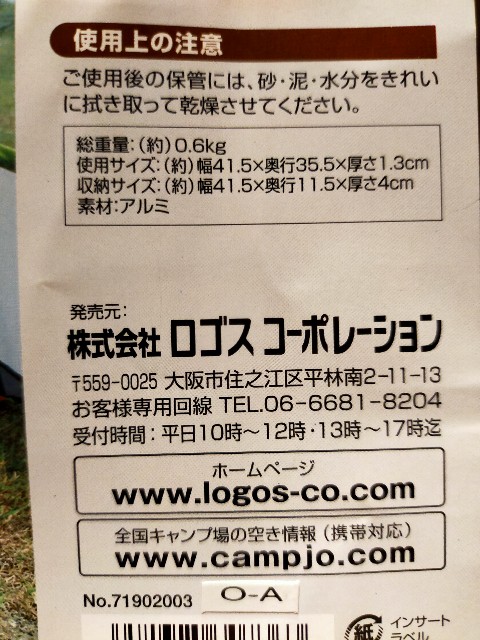 使用上の注意
ご使用後の保管には、砂・泥・水分をきれい
に拭き取って乾燥させてください。
総重量：(約)0.6kg
使用サイズ：(約)幅41.5×奥行35.5×厚さ1.3cm
収納サイズ：(約)幅41.5×奥行11.5×厚さ4cm
素材：アルミ
発売元：
株式会社 ロゴス コーポレーション
〒559-0025 大阪市住之江区平林南2-11-13
お客様専用回線 TEL.06-6681-8204
受付時間：平日10時〜12時・13時〜17時迄
ホームページ
www.logos-co.com
全国キャンプ場の空き情報（携帯対応）
www.campjo.com
No.71902003 O-A
紙 インサート
ラベル